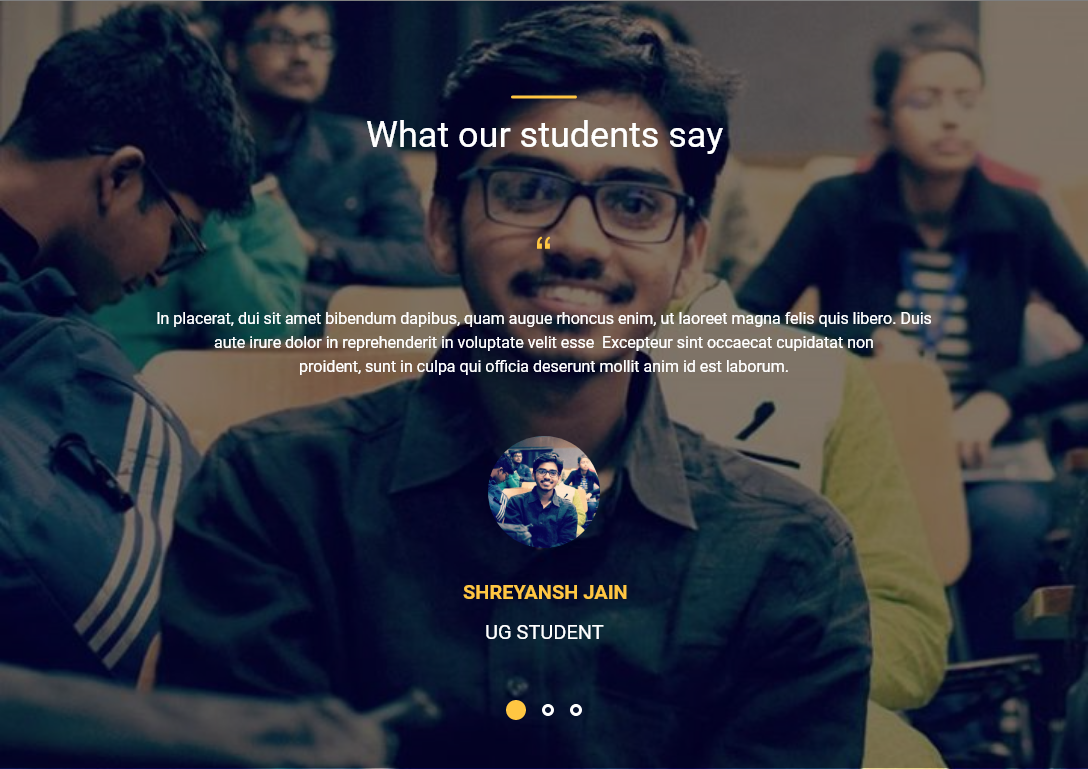 What our students say
“
In placerat, dui sit amet bibendum dapibus, quam augue rhoncus enim, ut laoreet magna felis quis libero. Duis
aute irure dolor in reprehenderit in voluptate velit esse  Excepteur sint occaecat cupidatat non
proident, sunt in culpa qui officia deserunt mollit anim id est laborum.
SHREYANSH JAIN
UG STUDENT